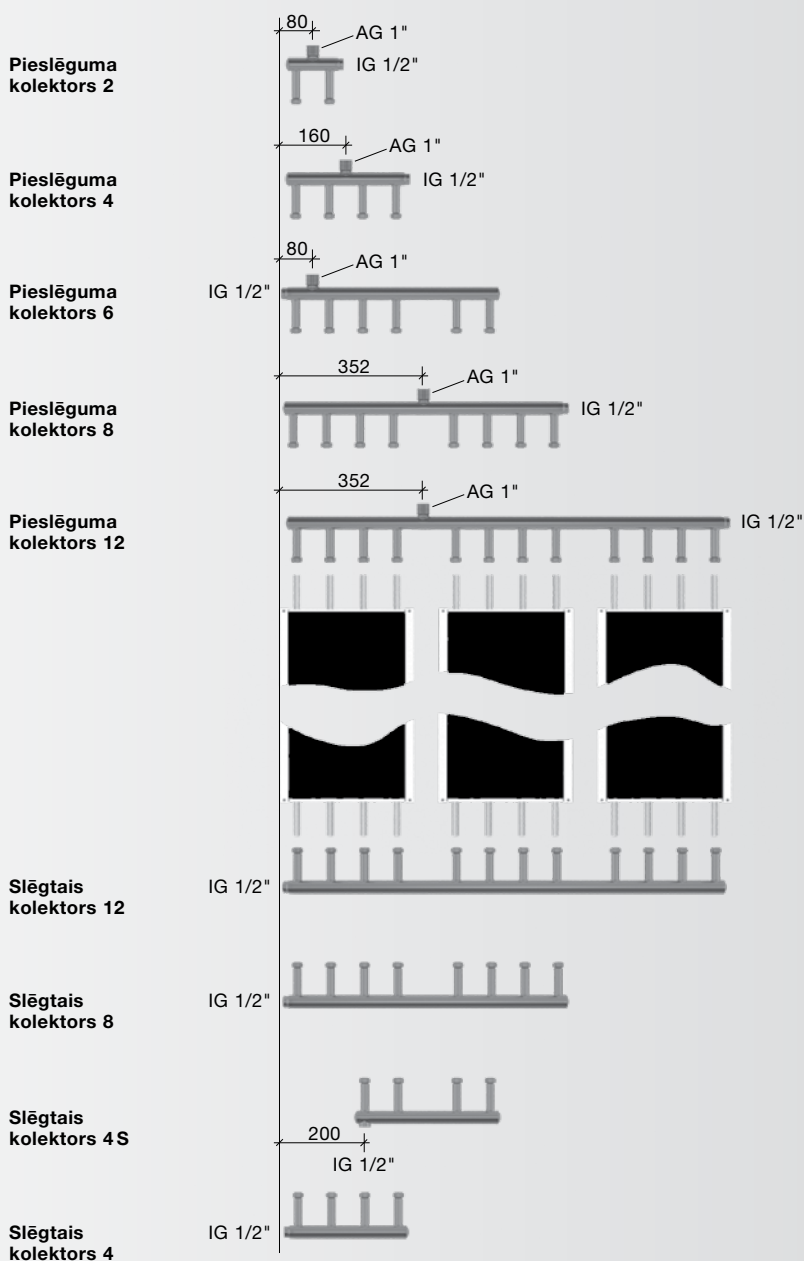 80
AG 1"
Pieslēguma
kolektors 2
IG 1/2"
160
AG 1"
Pieslēguma
kolektors 4
IG 1/2"
80
AG 1"
Pieslēguma
kolektors 6
IG 1/2"
352
AG 1"
Pieslēguma
kolektors 8
IG 1/2"
352
AG 1"
Pieslēguma
kolektors 12
IG 1/2"
Slēgtais
kolektors 12
IG 1/2"
Slēgtais
kolektors 8
IG 1/2"
Slēgtais
kolektors 4 S
200
IG 1/2"
Slēgtais
kolektors 4
IG 1/2"